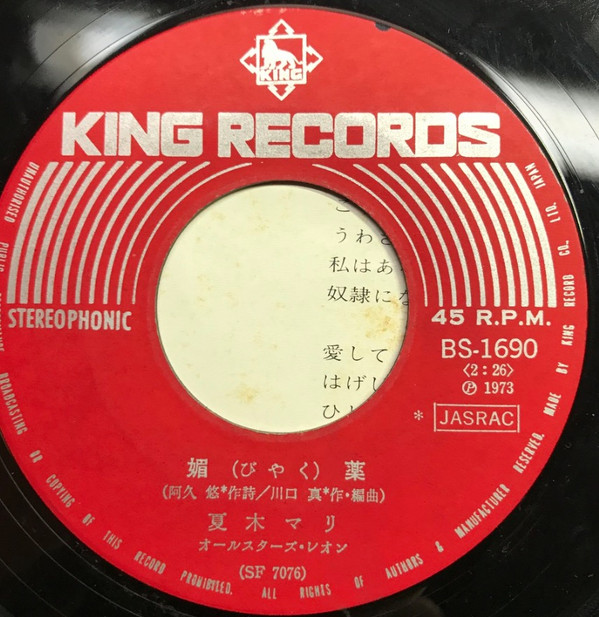 KING
KING RECORDS
STEREOPHONIC
45 R.P.M.
BS-1690
〈2:26〉
Ⓟ 1973
* JASRAC
うわさ
私はあ
奴隷にな
愛して
はげし
ひ
媚（びやく）薬
(阿久 悠*作詩/川口 真*作・編曲)
夏木マリ
オールスターズ・レオン
(SF 7076)
UNAUTHORISED PUBLIC BROADCASTING OR COPYING OF THIS RECORD PROHIBITED. ALL RIGHTS OF AUTHORS & MANUFACTURER RESERVED. MADE BY KING RECORD CO., LTD. JAPAN